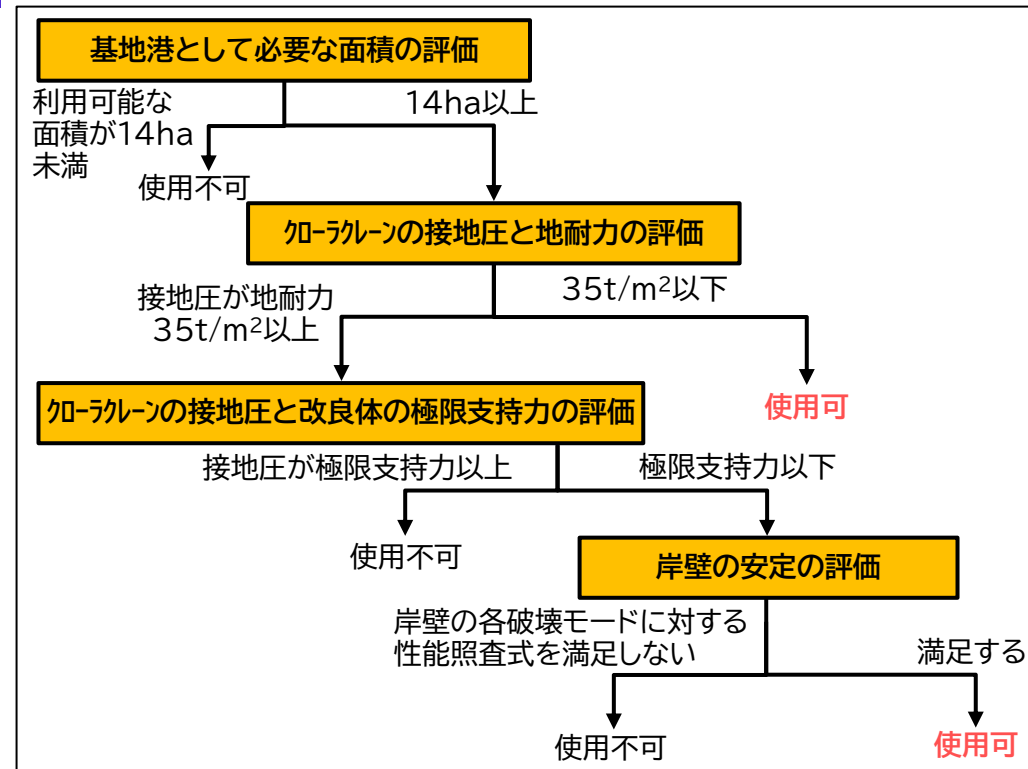 基地港として必要な面積の評価
利用可能な
面積が14ha
未満
14ha以上
使用不可
ｸﾛｰﾗｸﾚｰﾝの接地圧と地耐力の評価
接地圧が地耐力
35t/m²以上
35t/m²以下
使用可
ｸﾛｰﾗｸﾚｰﾝの接地圧と改良体の極限支持力の評価
接地圧が極限支持力以上
極限支持力以下
使用不可
岸壁の安定の評価
岸壁の各破壊モードに対する
性能照査式を満足しない
満足する
使用不可
使用可